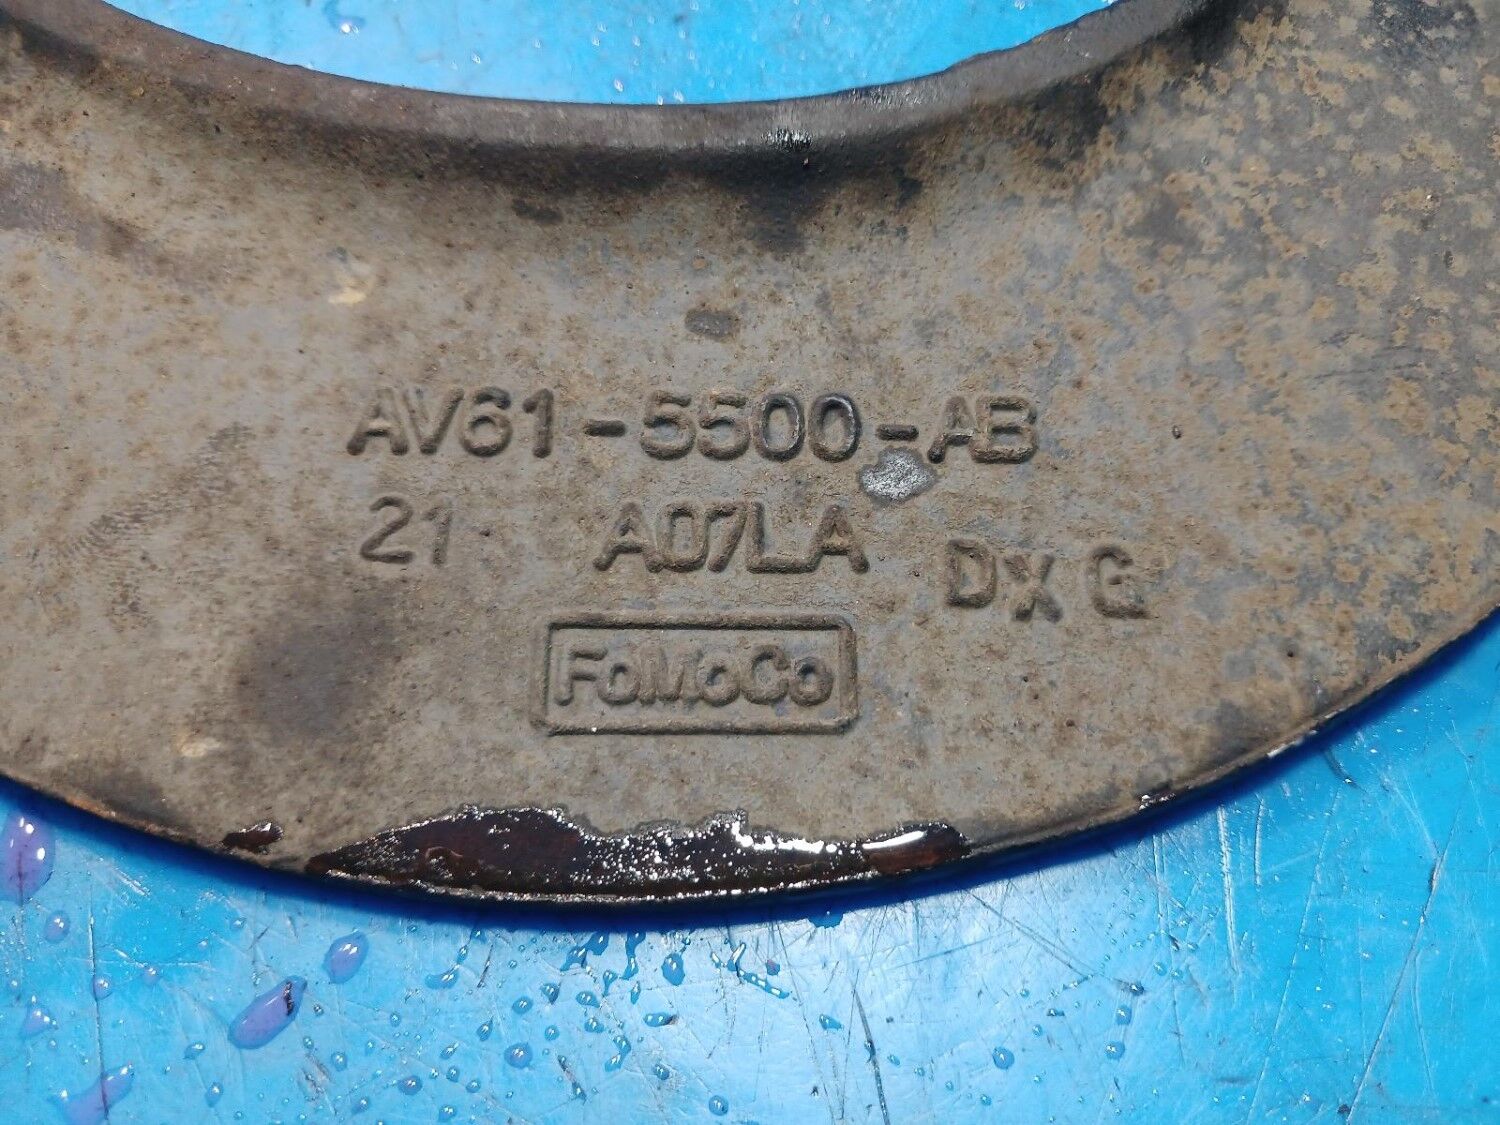 AV61-5500-AB
21 A07LA DXG
FoMoCo